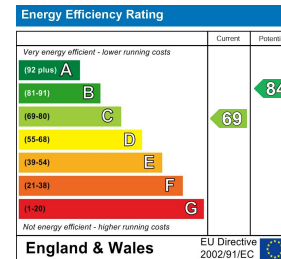 Energy Efficiency Rating
Current Potenti
Very energy efficient - lower running costs
(92 plus) A
(81-91) B
84
(69-80) C
69
(55-68) D
(39-54) E
(21-38) F
(1-20) G
Not energy efficient - higher running costs
England & Wales
EU Directive
2002/91/EC